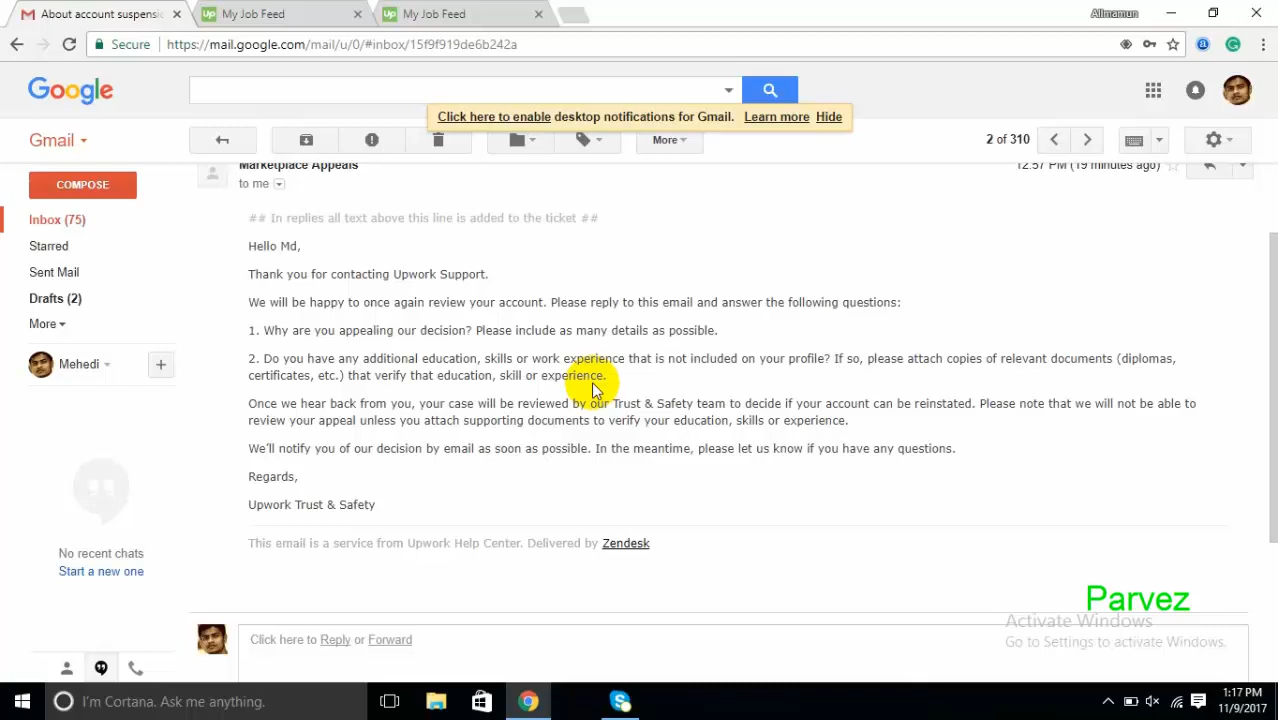 About account suspensi
My Job Feed
My Job Feed
Allmamun
Secure
https://mail.google.com/mail/u/0/#inbox/15f9f919de6b242a
Google
Click here to enable desktop notifications for Gmail. Learn more Hide
Gmail
More
2 of 310
COMPOSE
Marketplace Appeals
12:57 PM (19 minutes ago)
to me
Inbox (75)
Starred
Sent Mail
Drafts (2)
More
Mehedi
## In replies all text above this line is added to the ticket ##
Hello Md,
Thank you for contacting Upwork Support.
We will be happy to once again review your account. Please reply to this email and answer the following questions:
1. Why are you appealing our decision? Please include as many details as possible.
2. Do you have any additional education, skills or work experience that is not included on your profile? If so, please attach copies of relevant documents (diplomas,
certificates, etc.) that verify that education, skill or experience.
Once we hear back from you, your case will be reviewed by our Trust & Safety team to decide if your account can be reinstated. Please note that we will not be able to
review your appeal unless you attach supporting documents to verify your education, skills or experience.
We'll notify you of our decision by email as soon as possible. In the meantime, please let us know if you have any questions.
Regards,
Upwork Trust & Safety
This email is a service from Upwork Help Center. Delivered by Zendesk
No recent chats
Start a new one
Click here to Reply or Forward
Parvez
Activate Windows
Go to Settings to activate Windows.
I'm Cortana. Ask me anything.
1:17 PM
11/9/2017